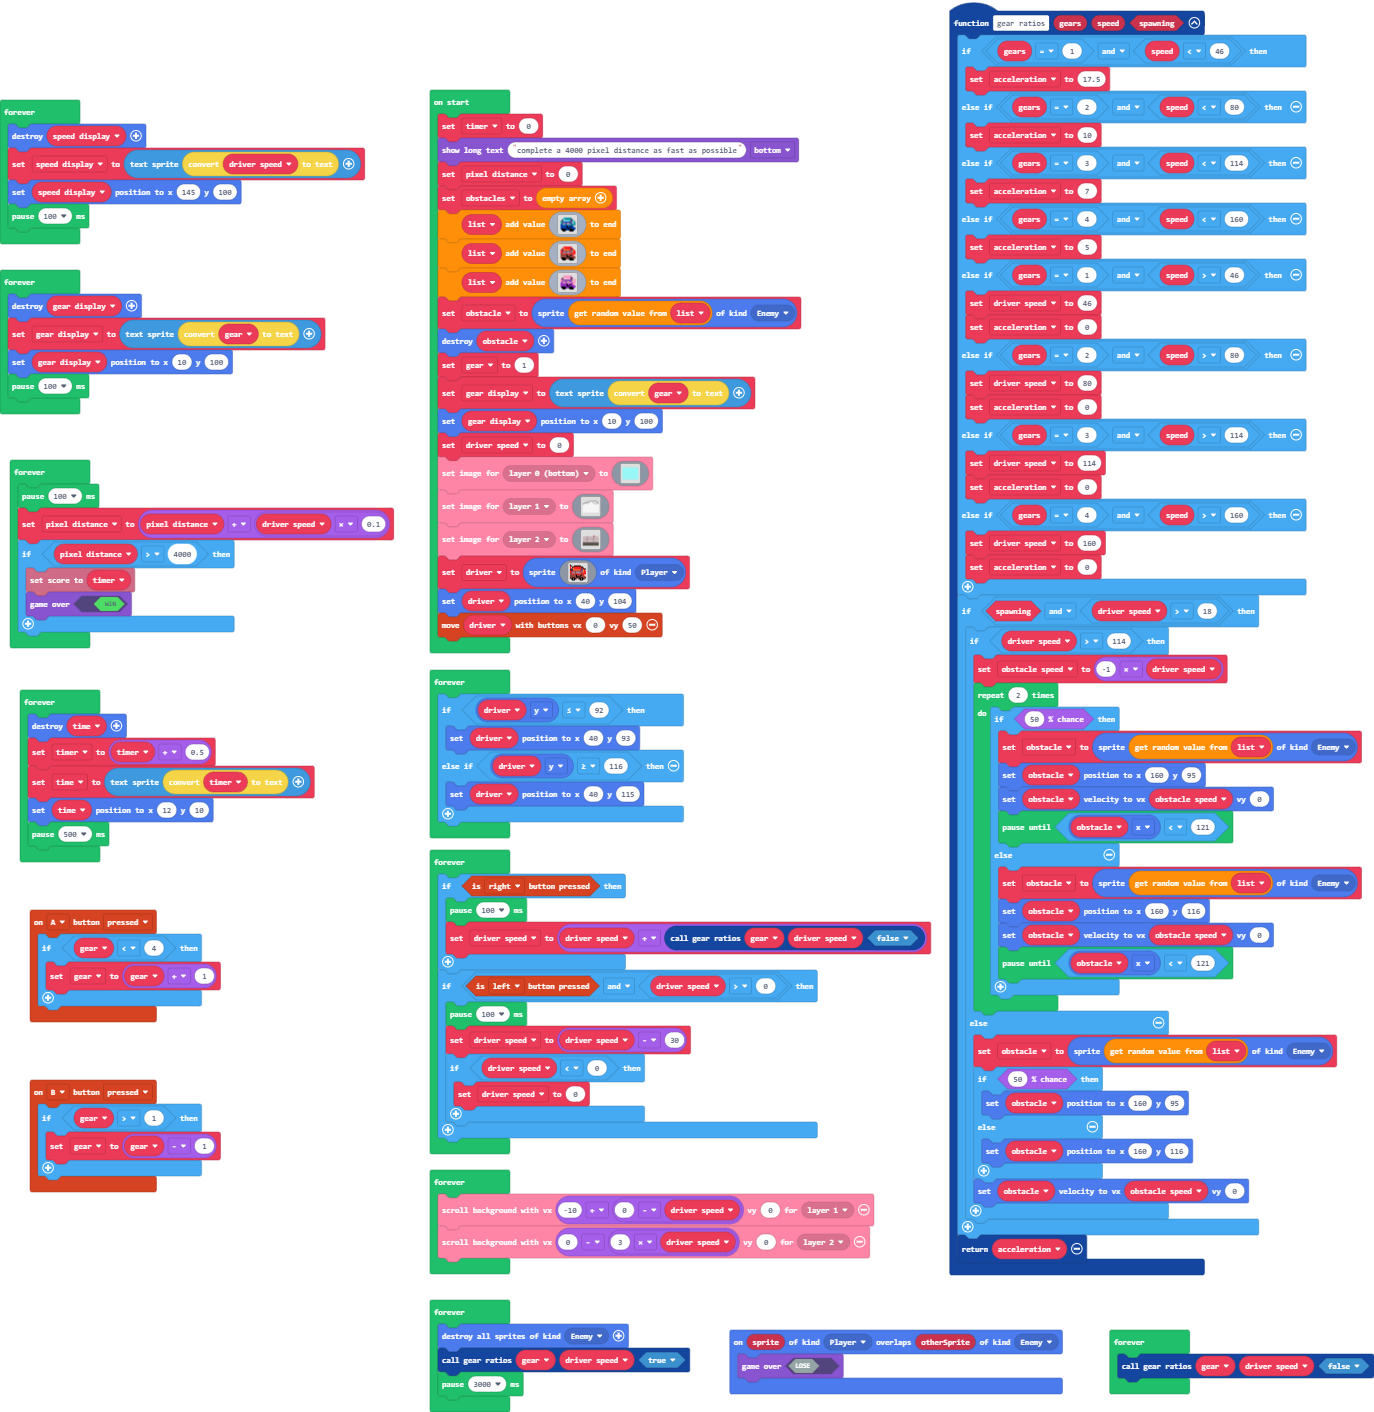 forever
destroy speed display
set speed display to text sprite convert driver speed to text
set speed display position to x 145 y 100
pause 100 ms
forever
destroy gear display
set gear display to text sprite convert gear to text
set gear display position to x 10 y 100
pause 100 ms
forever
pause 100 ms
set pixel distance to pixel distance + driver speed × 0.1
if pixel distance > 4000 then
set score to timer
game over WIN
forever
destroy time
set timer to timer + 0.5
set time to text sprite convert timer to text
set time position to x 12 y 10
pause 500 ms
on A button pressed
if gear < 4 then
set gear to gear + 1
on B button pressed
if gear > 1 then
set gear to gear - 1
on start
set timer to 0
show long text "complete a 4000 pixel distance as fast as possible" bottom
set pixel distance to 0
set obstacles to empty array
list add value to end
list add value to end
list add value to end
set obstacle to sprite get random value from list of kind Enemy
destroy obstacle
set gear to 1
set gear display to text sprite convert gear to text
set gear display position to x 10 y 100
set driver speed to 0
set image for layer 0 (bottom) to
set image for layer 1 to
set image for layer 2 to
set driver to sprite of kind Player
set driver position to x 40 y 104
move driver with buttons vx 0 vy 50
forever
if driver y ≤ 92 then
set driver position to x 40 y 93
else if driver y ≥ 116 then
set driver position to x 40 y 115
forever
if is right button pressed then
pause 100 ms
set driver speed to driver speed + call gear ratios gear driver speed false
if is left button pressed and driver speed > 0 then
pause 100 ms
set driver speed to driver speed - 30
if driver speed < 0 then
set driver speed to 0
forever
scroll background with vx -10 + 0 - driver speed vy 0 for layer 1
scroll background with vx 0 - 3 × driver speed vy 0 for layer 2
forever
destroy all sprites of kind Enemy
call gear ratios gear driver speed true
pause 3000 ms
on sprite of kind Player overlaps otherSprite of kind Enemy
game over LOSE
function gear ratios gears speed spawning
if gears = 1 and speed < 46 then
set acceleration to 17.5
else if gears = 2 and speed < 80 then
set acceleration to 10
else if gears = 3 and speed < 114 then
set acceleration to 7
else if gears = 4 and speed < 160 then
set acceleration to 5
else if gears = 1 and speed > 46 then
set driver speed to 46
set acceleration to 0
else if gears = 2 and speed > 80 then
set driver speed to 80
set acceleration to 0
else if gears = 3 and speed > 114 then
set driver speed to 114
set acceleration to 0
else if gears = 4 and speed > 160 then
set driver speed to 160
set acceleration to 0
if spawning and driver speed > 18 then
if driver speed > 114 then
set obstacle speed to -1 × driver speed
repeat 2 times
do if 50 % chance then
set obstacle to sprite get random value from list of kind Enemy
set obstacle position to x 160 y 95
set obstacle velocity to vx obstacle speed vy 0
pause until obstacle x < 121
else
set obstacle to sprite get random value from list of kind Enemy
set obstacle position to x 160 y 116
set obstacle velocity to vx obstacle speed vy 0
pause until obstacle x < 121
else
set obstacle to sprite get random value from list of kind Enemy
if 50 % chance then
set obstacle position to x 160 y 95
else
set obstacle position to x 160 y 116
set obstacle velocity to vx obstacle speed vy 0
return acceleration
forever
call gear ratios gear driver speed false